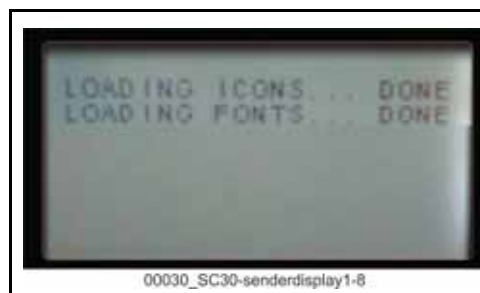 LOADING ICONS... DONE
LOADING FONTS... DONE
00030_SC30-senderdisplay1-8